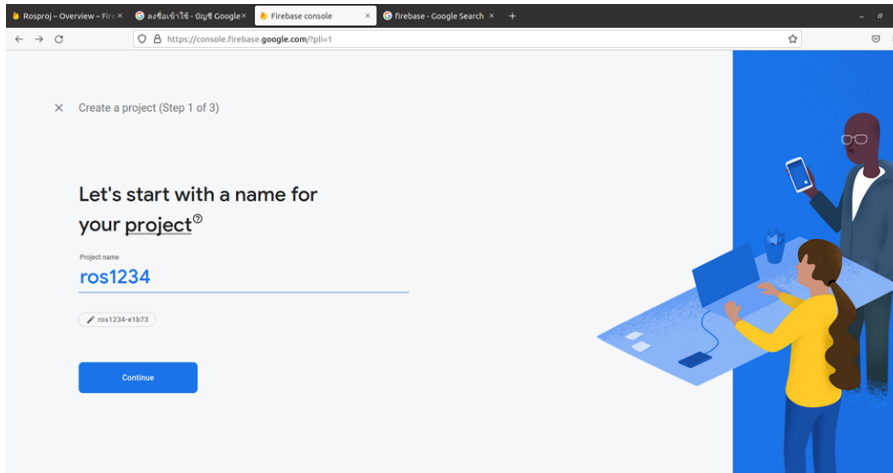 Rosproj – Overview – Fire
ลงชื่อเข้าใช้ - บัญชี Google
Firebase console
firebase - Google Search
https://console.firebase.google.com/?pli=1
Create a project (Step 1 of 3)
Let's start with a name for
your project
Project name
ros1234
ros1234-e1b73
Continue